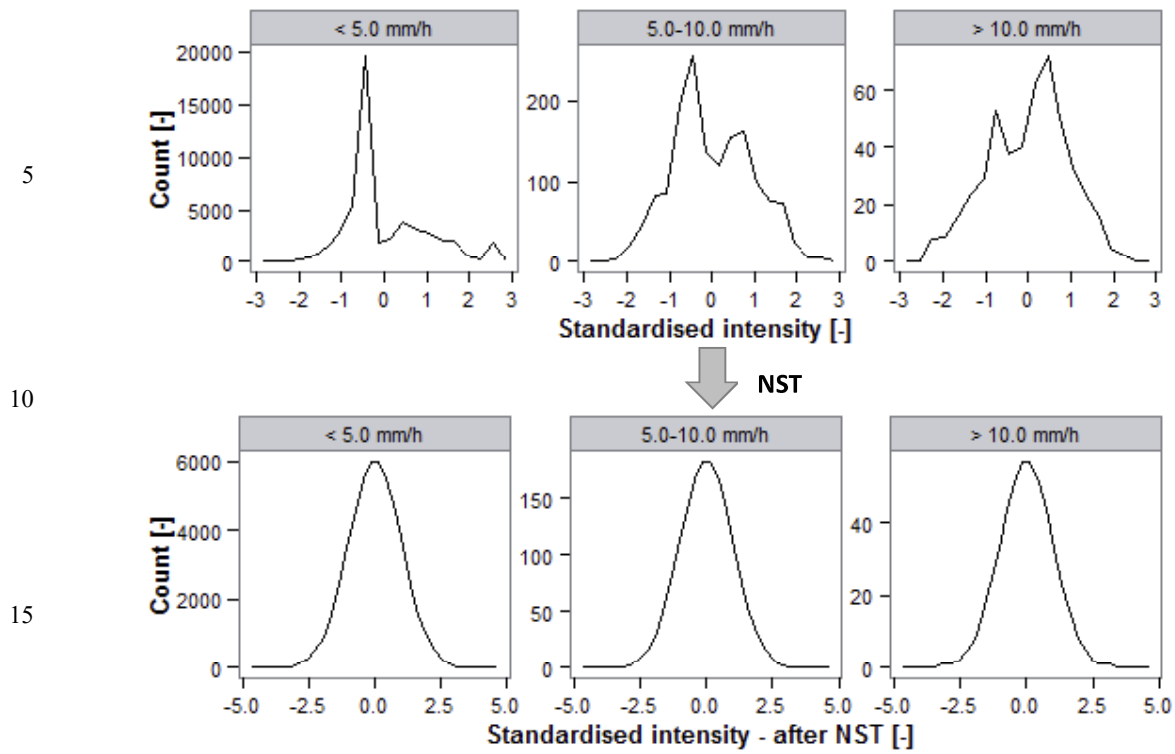 < 5.0 mm/h 5.0-10.0 mm/h > 10.0 mm/h
20000
15000
10000
5000
0
200
100
0
60
40
20
0
Count [-]
5
-3 -2 -1 0 1 2 3 -3 -2 -1 0 1 2 3 -3 -2 -1 0 1 2 3
Standardised intensity [-]
NST
10
< 5.0 mm/h 5.0-10.0 mm/h > 10.0 mm/h
6000
4000
2000
0
150
100
50
0
40
20
0
Count [-]
15
-5.0 -2.5 0.0 2.5 5.0 -5.0 -2.5 0.0 2.5 5.0 -5.0 -2.5 0.0 2.5 5.0
Standardised intensity - after NST [-]